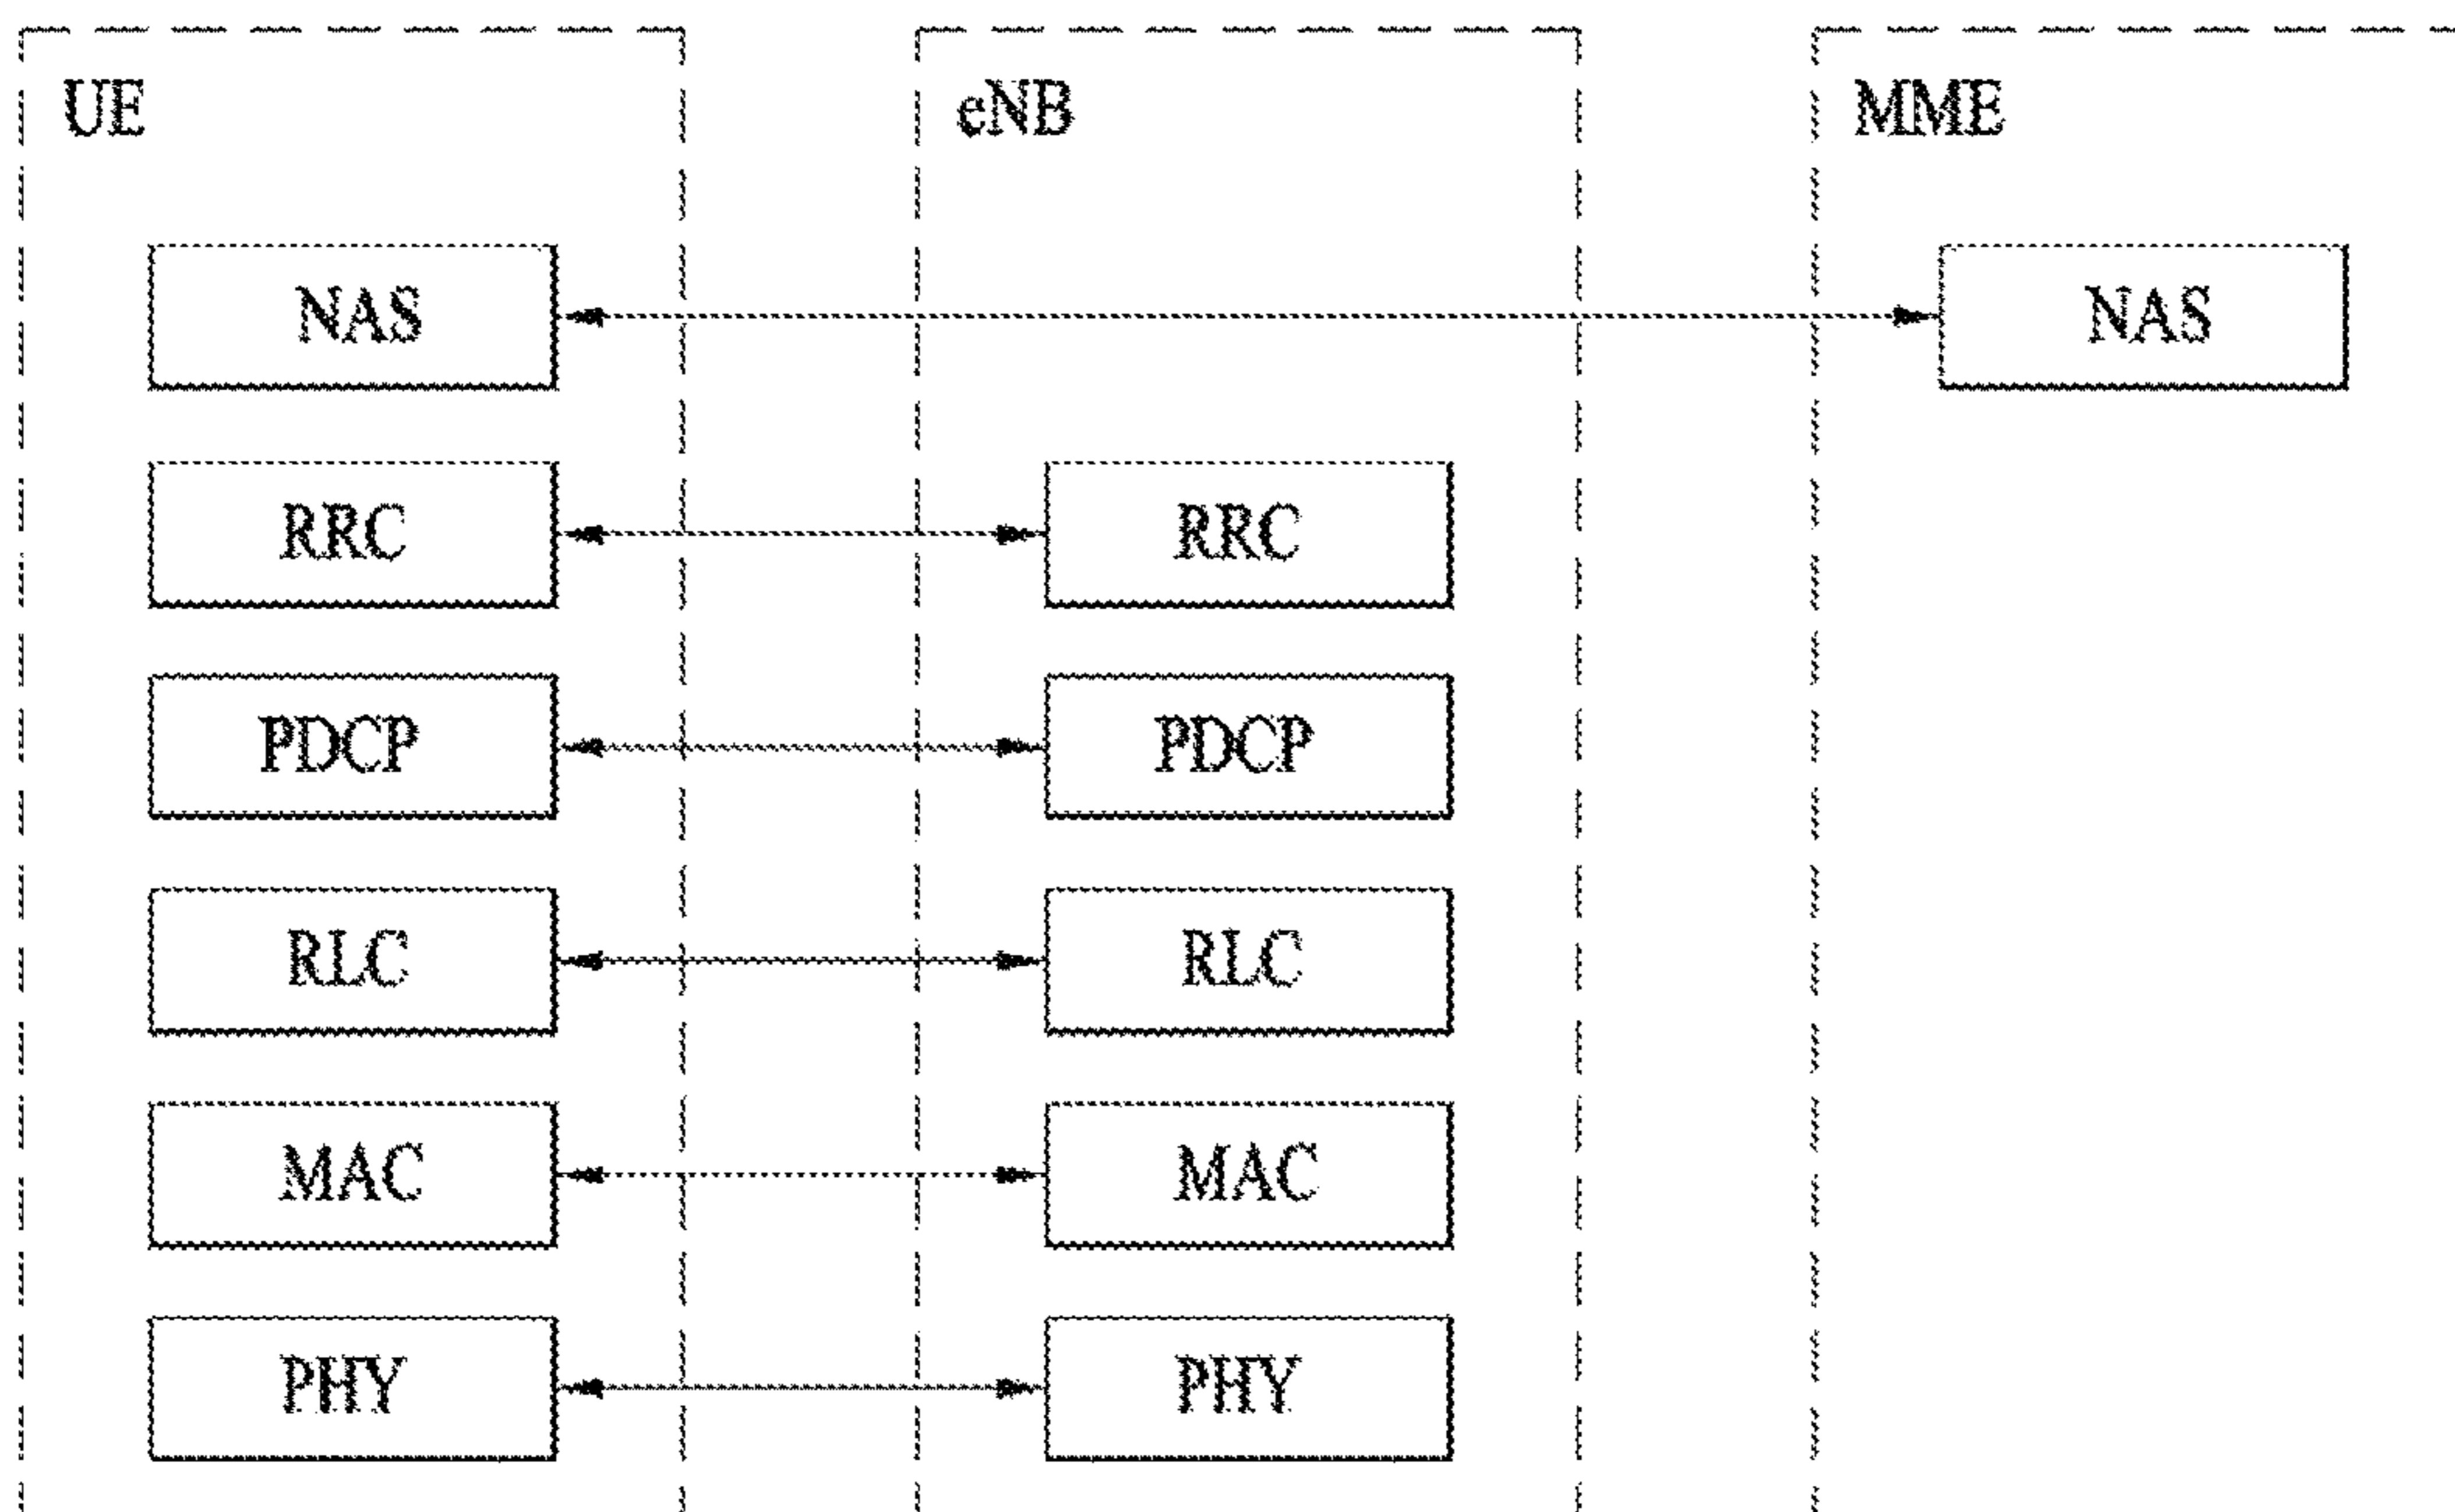 UE eNB MME
NAS NAS
RRC RRC
PDCP PDCP
RLC RLC
MAC MAC
PHY PHY